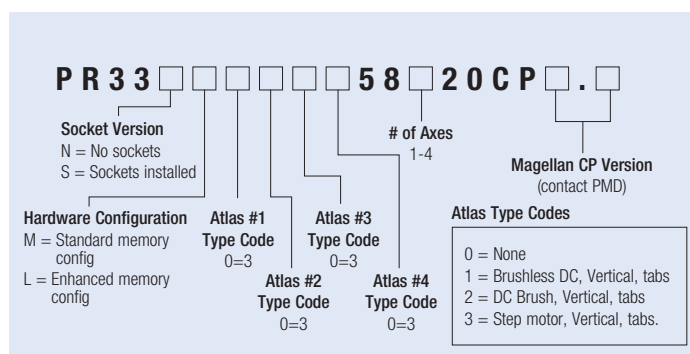 PR33□□□□□□58□20CP□.□
Socket Version
N = No sockets
S = Sockets installed
# of Axes
1-4
Magellan CP Version
(contact PMD)
Hardware Configuration
M = Standard memory
config
L = Enhanced memory
config
Atlas #1
Type Code
0=3
Atlas #2
Type Code
0=3
Atlas #3
Type Code
0=3
Atlas #4
Type Code
0=3
Atlas Type Codes
0 = None
1 = Brushless DC, Vertical, tabs
2 = DC Brush, Vertical, tabs
3 = Step motor, Vertical, tabs.